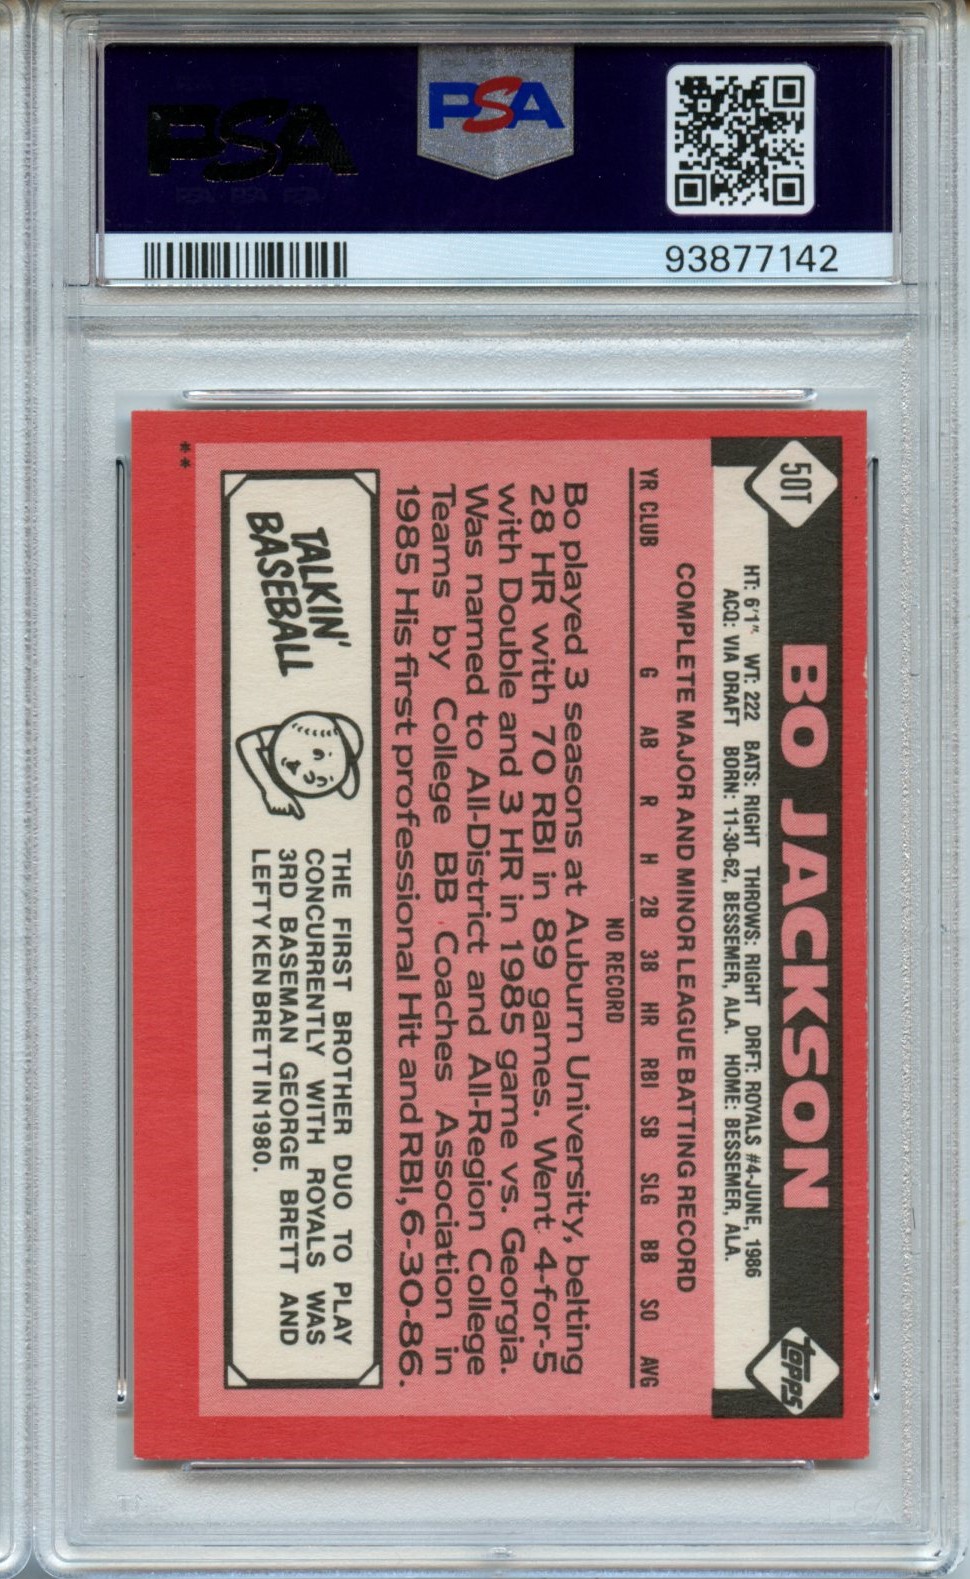 PSA
PSA
93877142
50T
BO JACKSON
topps
HT: 6'1" WT: 222 BATS: RIGHT THROWS: RIGHT DRFT: ROYALS #4-JUNE, 1986
ACQ: VIA DRAFT BORN: 11-30-62, BESSEMER, ALA. HOME: BESSEMER, ALA.
COMPLETE MAJOR AND MINOR LEAGUE BATTING RECORD
YR CLUB G AB R H 2B 3B HR RBI SB SLG BB SO AVG
NO RECORD
Bo played 3 seasons at Auburn University, belting
28 HR with 70 RBI in 89 games. Went 4-for-5
with Double and 3 HR in 1985 game vs. Georgia.
Was named to All-District and All-Region College
Teams by College BB Coaches Association in
1985 His first professional Hit and RBI, 6-30-86.
TALKIN'
BASEBALL
THE FIRST BROTHER DUO TO PLAY
CONCURRENTLY WITH ROYALS WAS
3RD BASEMAN GEORGE BRETT AND
LEFTY KEN BRETT IN 1980.
**